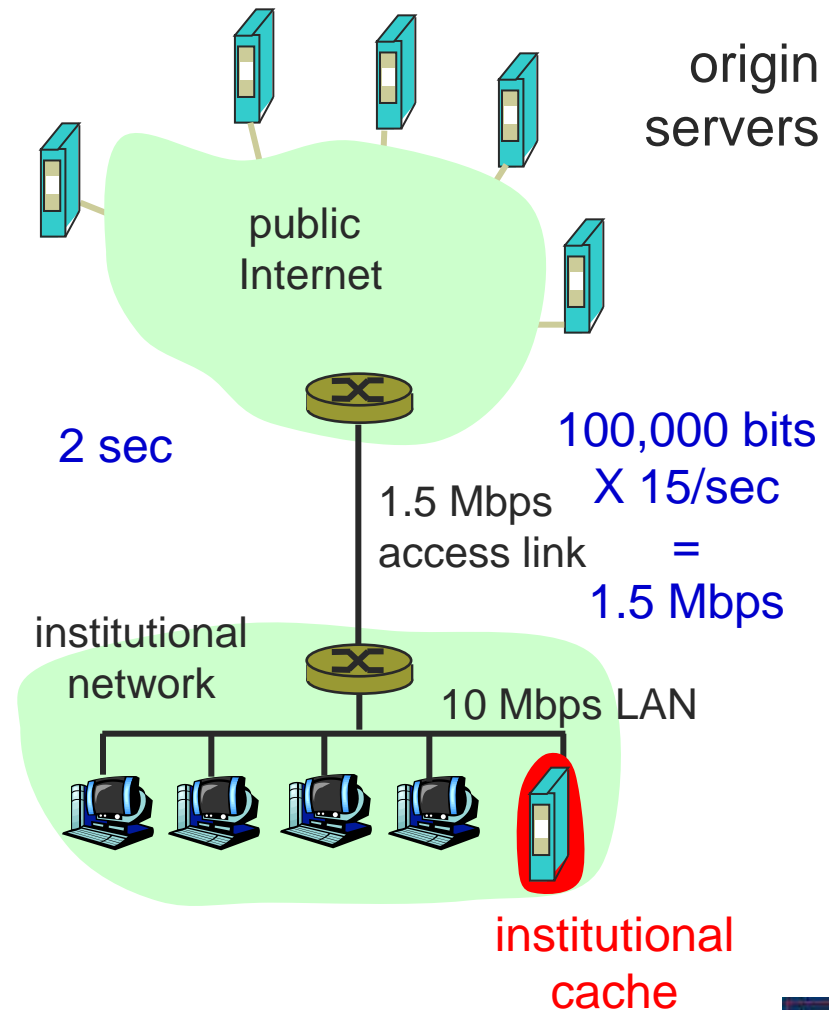 origin
servers
public
Internet
2 sec
100,000 bits
X 15/sec
=
1.5 Mbps
1.5 Mbps
access link
institutional
network
10 Mbps LAN
institutional
cache